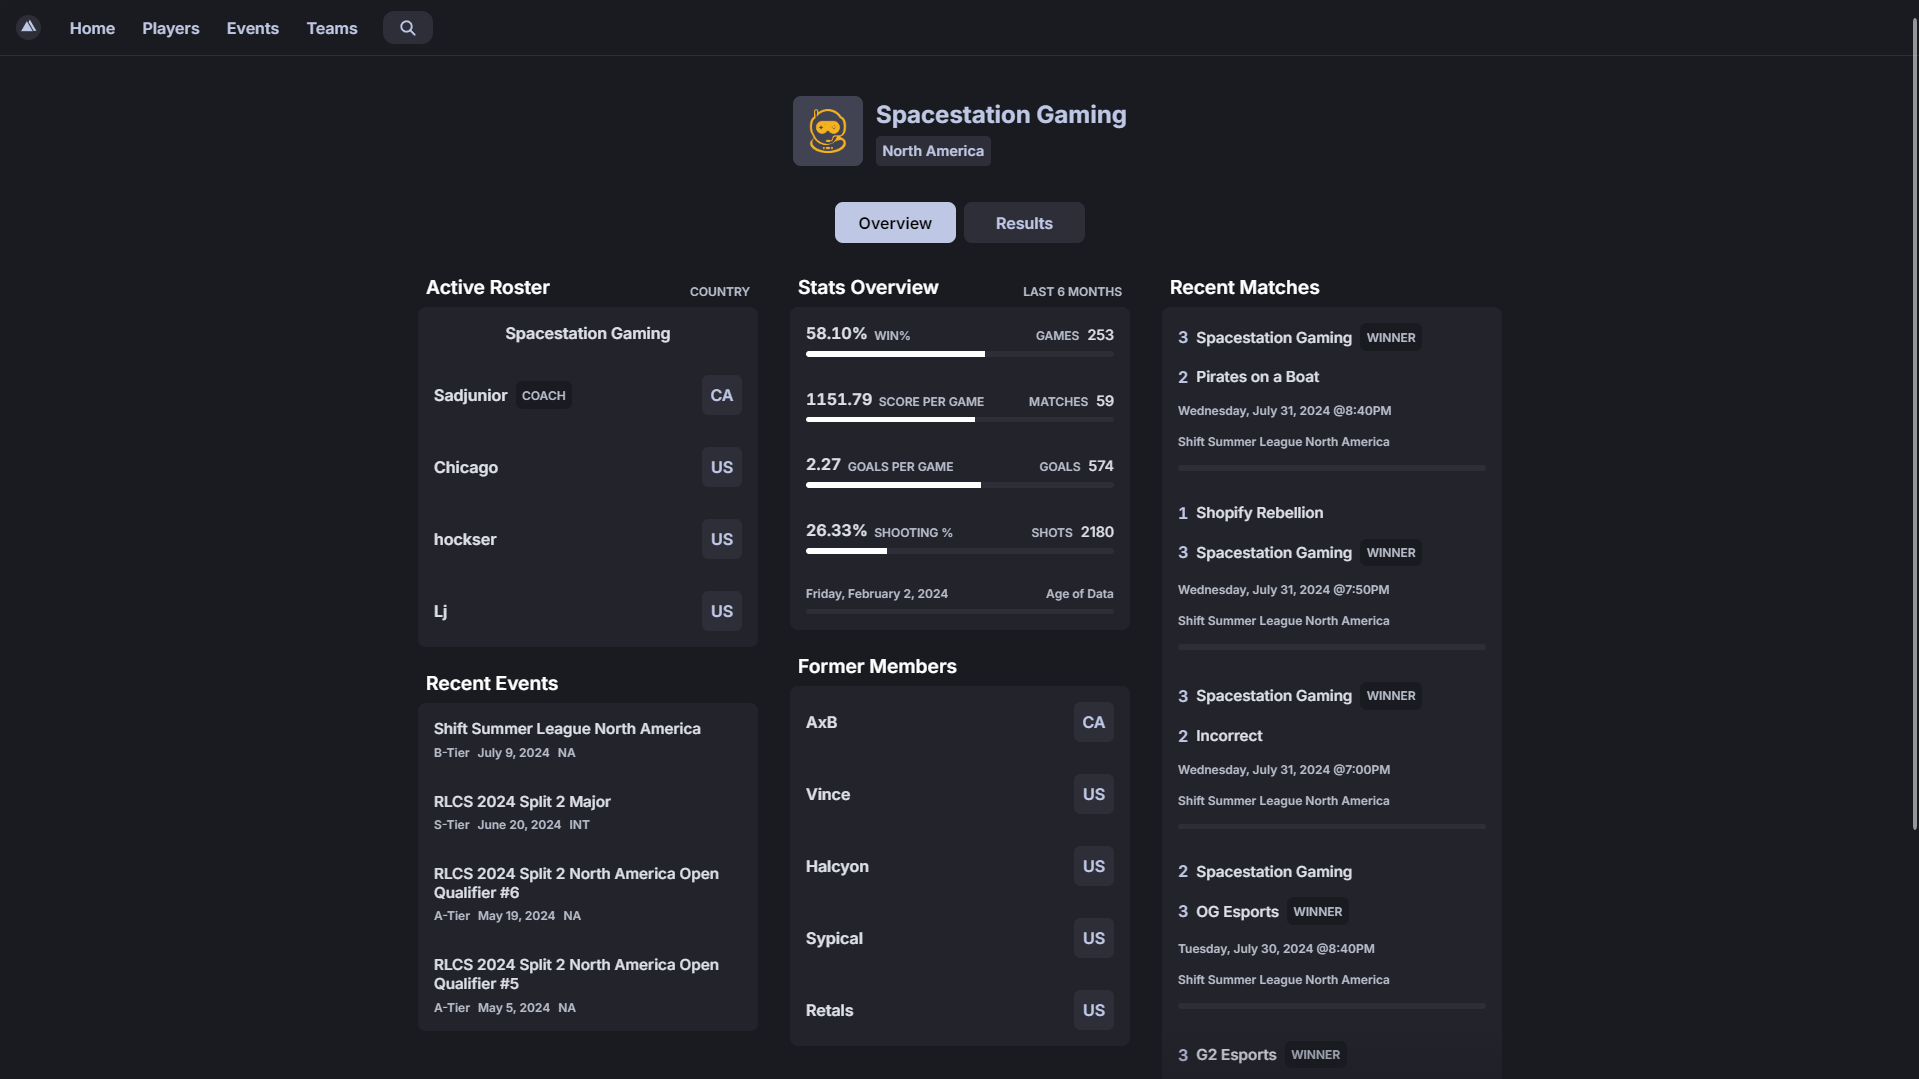 Home
Players
Events
Teams
Spacestation Gaming
North America
Overview
Results
Active Roster
COUNTRY
Spacestation Gaming
Sadjunior COACH
CA
Chicago
US
hockser
US
Lj
US
Recent Events
Shift Summer League North America
B-Tier July 9, 2024 NA
RLCS 2024 Split 2 Major
S-Tier June 20, 2024 INT
RLCS 2024 Split 2 North America Open
Qualifier #6
A-Tier May 19, 2024 NA
RLCS 2024 Split 2 North America Open
Qualifier #5
A-Tier May 5, 2024 NA
Stats Overview
LAST 6 MONTHS
58.10% WIN%
GAMES 253
1151.79 SCORE PER GAME
MATCHES 59
2.27 GOALS PER GAME
GOALS 574
26.33% SHOOTING %
SHOTS 2180
Friday, February 2, 2024
Age of Data
Former Members
AxB
CA
Vince
US
Halcyon
US
Sypical
US
Retals
US
Recent Matches
3 Spacestation Gaming WINNER
2 Pirates on a Boat
Wednesday, July 31, 2024 @8:40PM
Shift Summer League North America
1 Shopify Rebellion
3 Spacestation Gaming WINNER
Wednesday, July 31, 2024 @7:50PM
Shift Summer League North America
3 Spacestation Gaming WINNER
2 Incorrect
Wednesday, July 31, 2024 @7:00PM
Shift Summer League North America
2 Spacestation Gaming
3 OG Esports WINNER
Tuesday, July 30, 2024 @8:40PM
Shift Summer League North America
3 G2 Esports WINNER